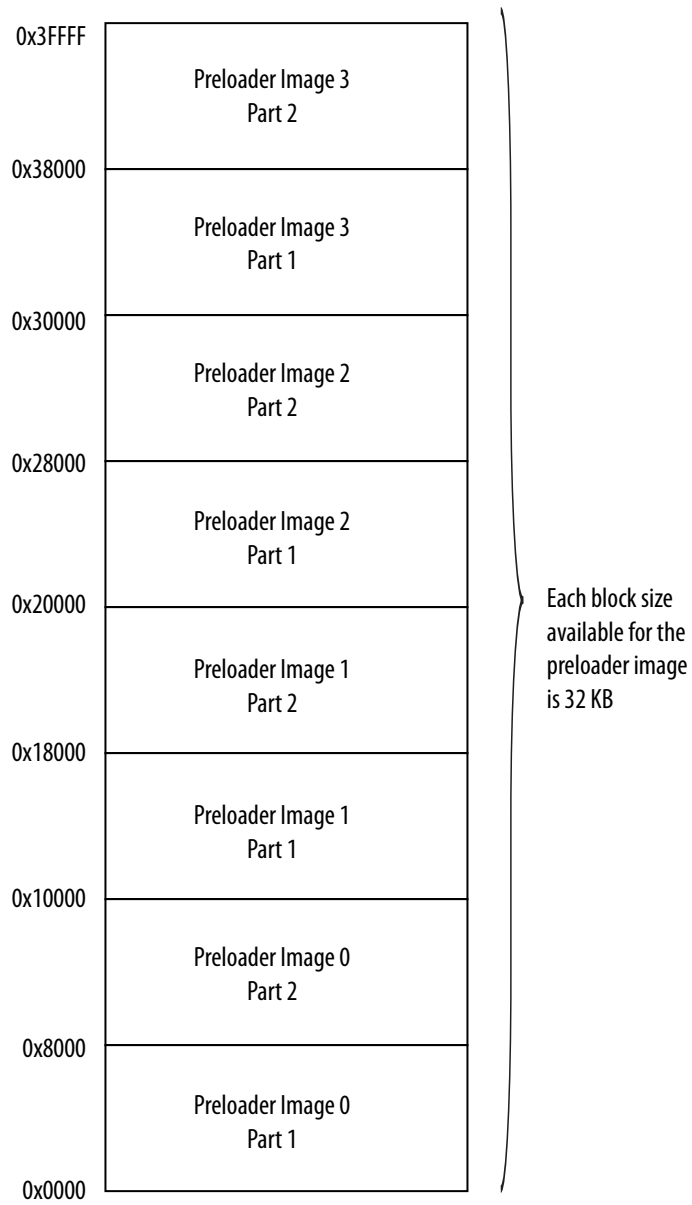 0x3FFFF
Preloader Image 3
Part 2
0x38000
Preloader Image 3
Part 1
0x30000
Preloader Image 2
Part 2
0x28000
Preloader Image 2
Part 1
0x20000
Each block size
available for the
preloader image
is 32 KB
Preloader Image 1
Part 2
0x18000
Preloader Image 1
Part 1
0x10000
Preloader Image 0
Part 2
0x8000
Preloader Image 0
Part 1
0x0000